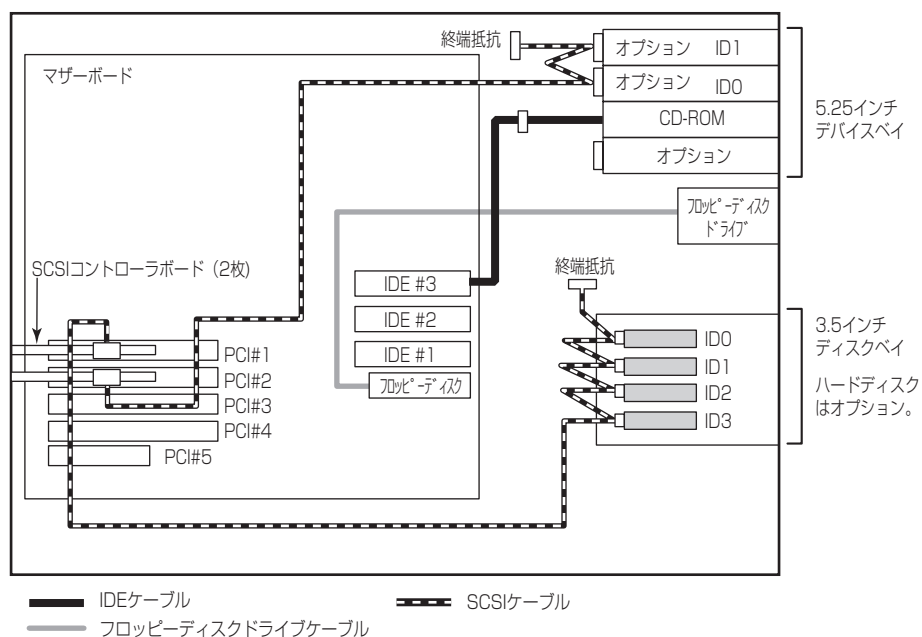 終端抵抗
オプション ID1
オプション ID0
CD-ROM
オプション
5.25インチ
デバイスベイ
マザーボード
フロッピーディスク
ドライブ
SCSIコントローラボード(2枚)
終端抵抗
IDE #3
IDE #2
IDE #1
フロッピーディスク
PCI#1
PCI#2
PCI#3
PCI#4
PCI#5
ID0
ID1
ID2
ID3
3.5インチ
ディスクベイ
ハードディスク
はオプション。
IDEケーブル
SCSIケーブル
フロッピーディスクドライブケーブル